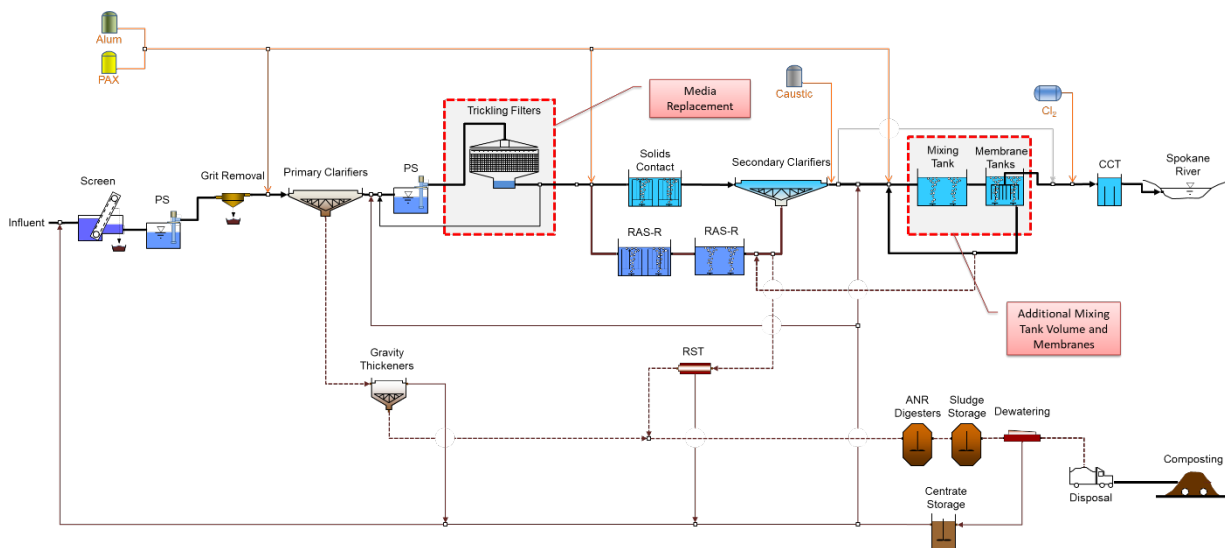 Alum
PAX
Media
Replacement
Caustic
Cl₂
Trickling Filters
Mixing
Tank
Membrane
Tanks
Solids
Contact
Secondary Clarifiers
Screen
Grit Removal
Primary Clarifiers
PS
PS
CCT
Spokane
River
Influent
RAS-R
RAS-R
Additional Mixing
Tank Volume and
Membranes
Gravity
Thickeners
RST
ANR
Digesters
Sludge
Storage
Dewatering
Composting
Disposal
Centrate
Storage